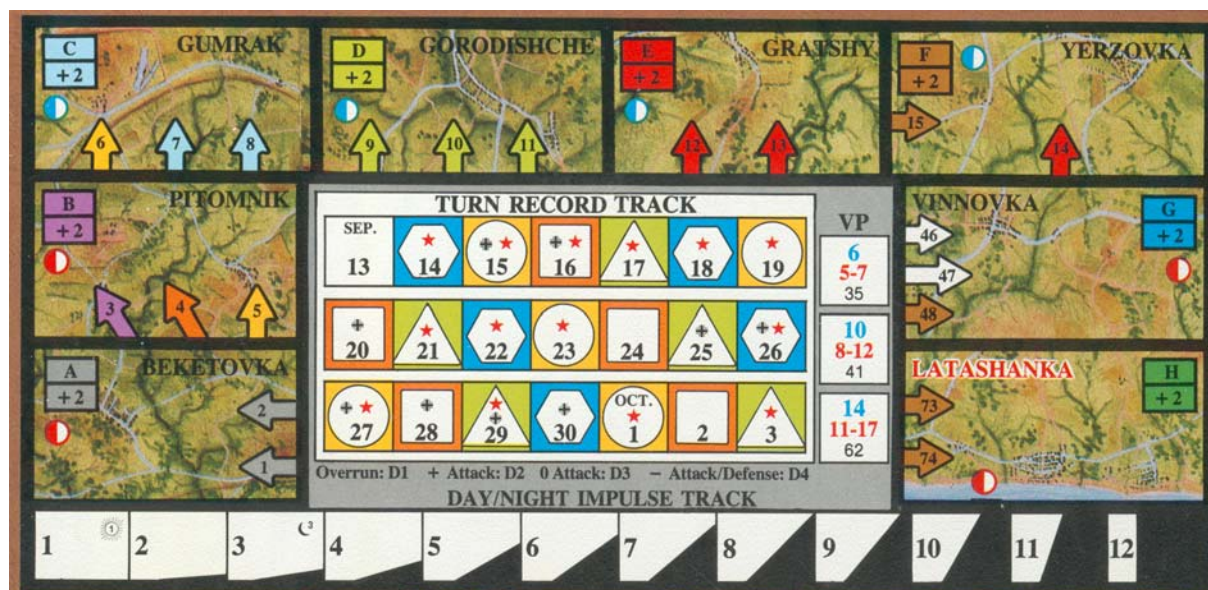 C GUMRAK
+2
6 7 8
D GORODISHCHE
+2
9 10 11
E GRATSHY
+2
12 13
F YERZOVKA
+2
15
14
B PITOMNIK
+2
3 4 5
A BEKETOVKA
+2
2
1
TURN RECORD TRACK
SEP.
13 14 15 16 17 18 19
20 21 22 23 24 25 26
OCT.
27 28 29 30 1 2 3
VP
6
5-7
35
10
8-12
41
14
11-17
62
Overrun: D1 + Attack: D2 0 Attack: D3 − Attack/Defense: D4
DAY/NIGHT IMPULSE TRACK
VINNOVKA G
+2
46
47
48
LATASHANKA H
+2
73
74
1 1 2 3 3 4 5 6 7 8 9 10 11 12